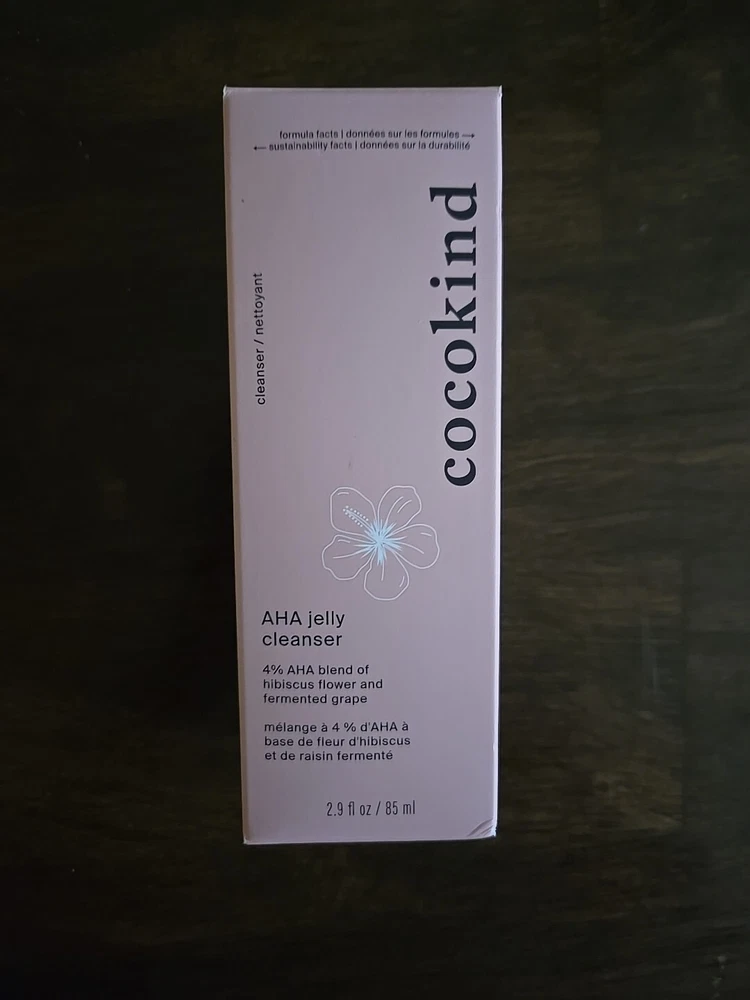 formula facts | données sur les formules →
← sustainability facts | données sur la durabilité
cocokind
cleanser / nettoyant
AHA jelly
cleanser
4% AHA blend of
hibiscus flower and
fermented grape
mélange à 4 % d'AHA à
base de fleur d'hibiscus
et de raisin fermenté
2.9 fl oz / 85 ml